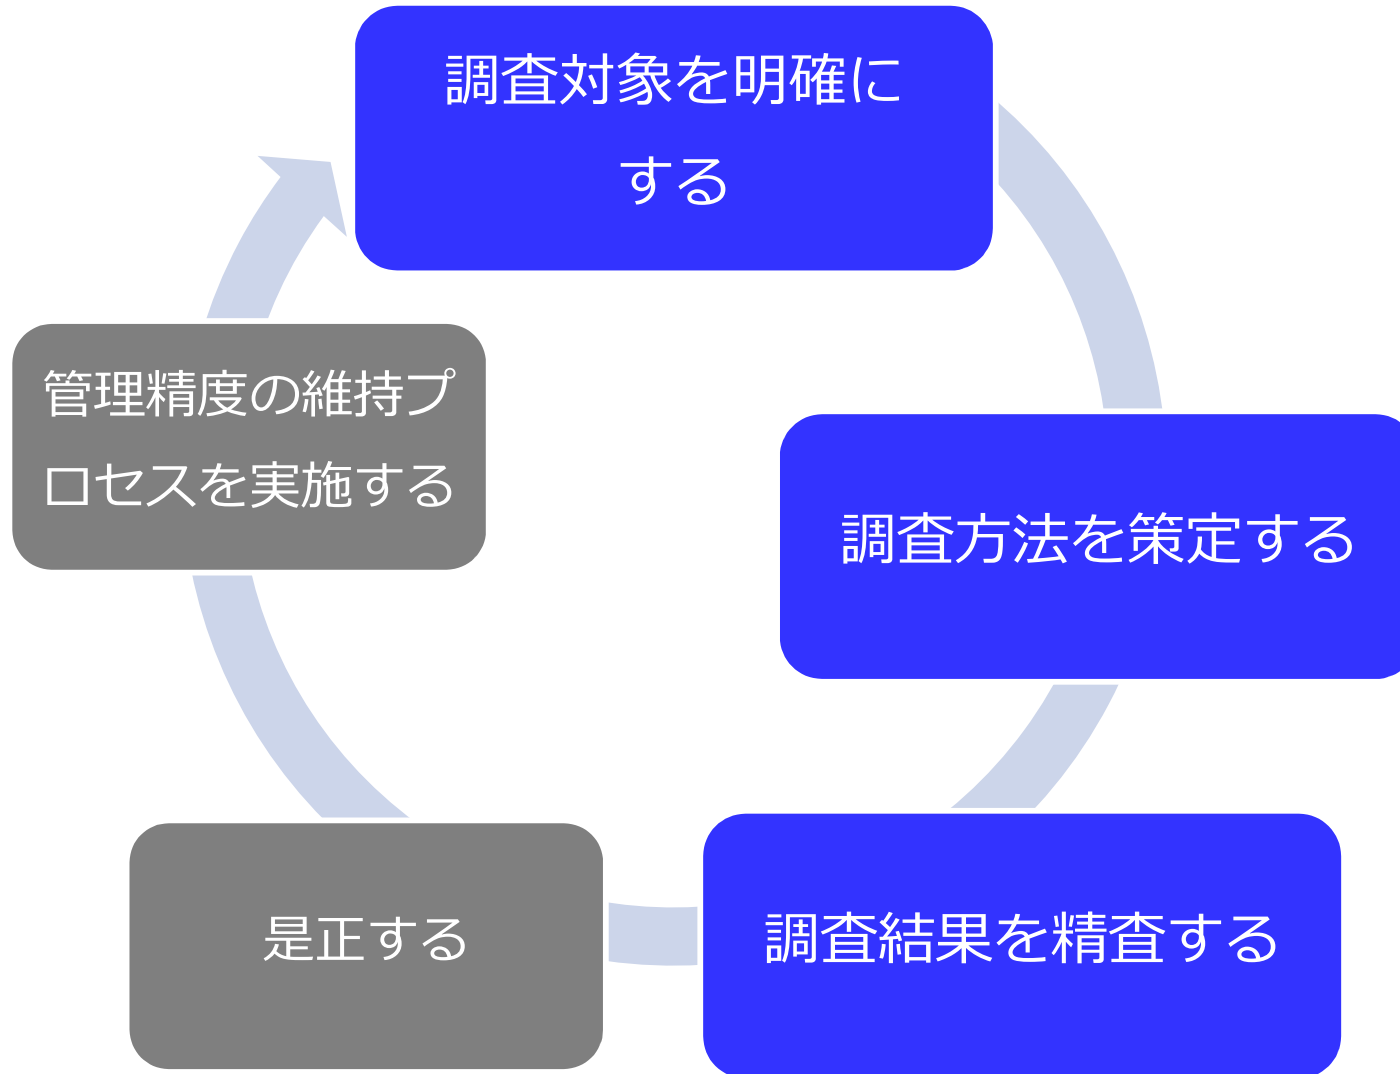 調査対象を明確に
する
調査方法を策定する
調査結果を精査する
是正する
管理精度の維持プ
ロセスを実施する